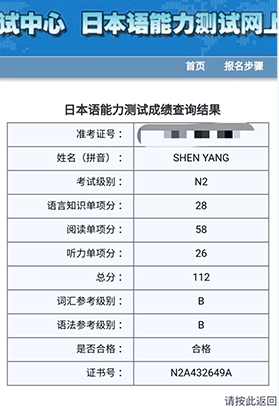 试中心 日本语能力测试网上
首页 报名步骤
日本语能力测试成绩查询结果
准考证号：
姓名（拼音）： SHEN YANG
考试级别： N2
语言知识单项分： 28
阅读单项分： 58
听力单项分： 26
总分： 112
词汇参考级别： B
语法参考级别： B
是否合格： 合格
证书号： N2A432649A
请按此返回